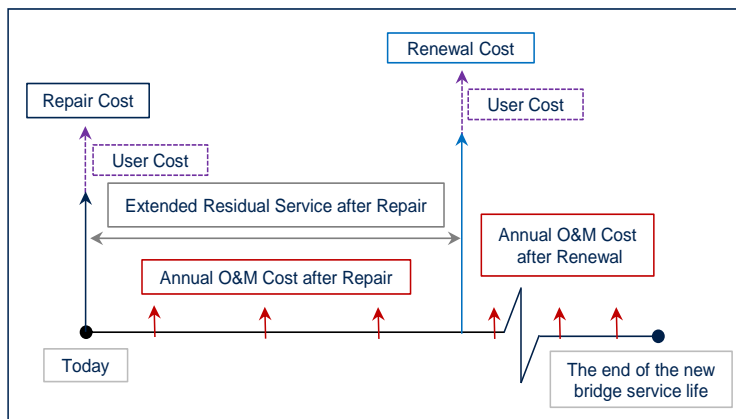 Renewal Cost
Repair Cost
User Cost
User Cost
Extended Residual Service after Repair
Annual O&M Cost
after Renewal
Annual O&M Cost after Repair
Today
The end of the new
bridge service life